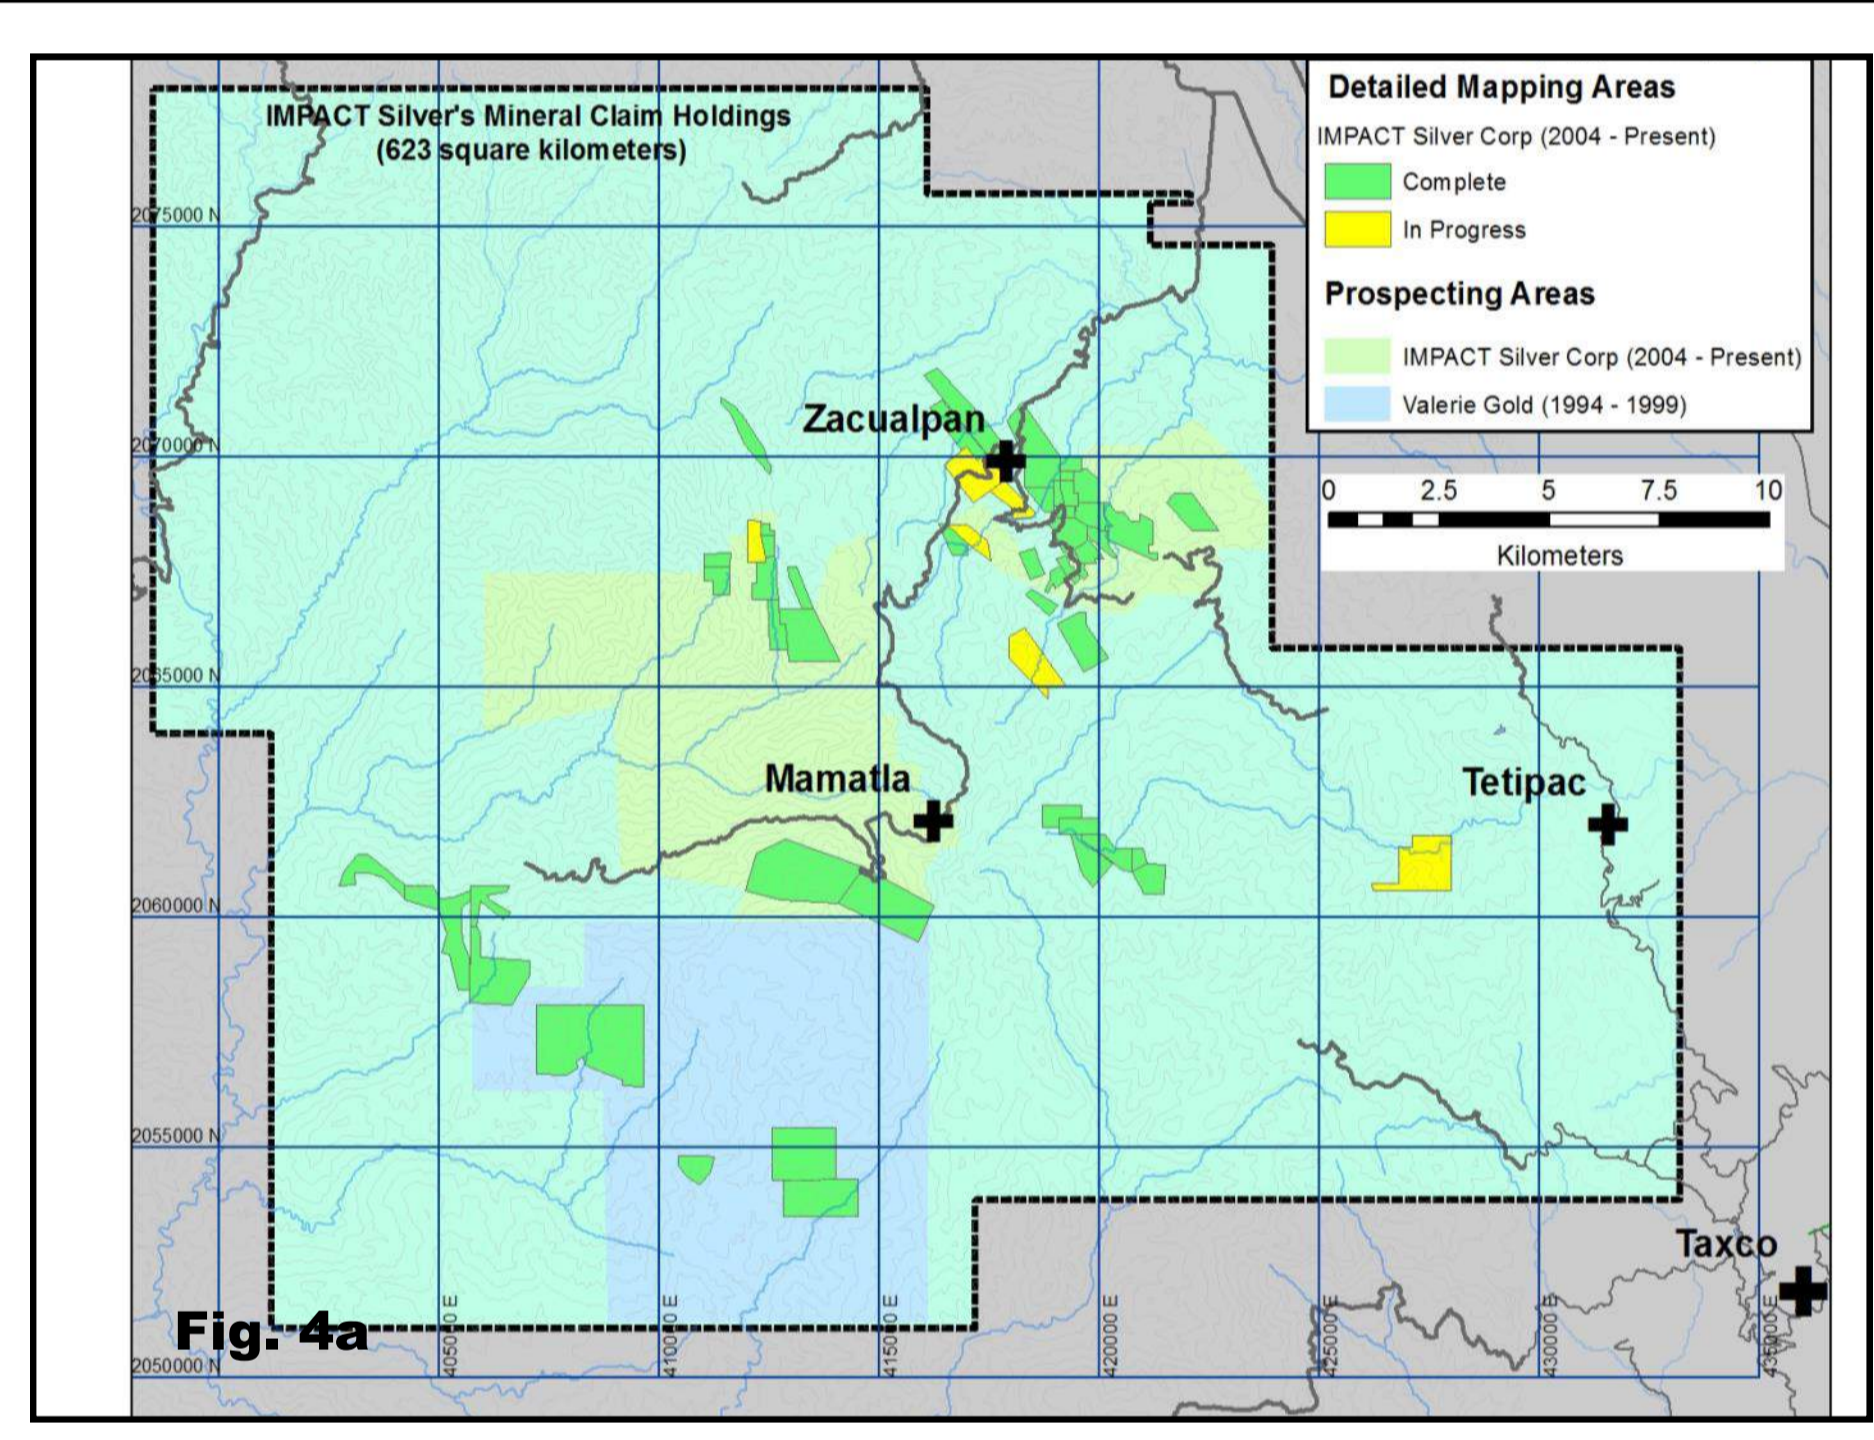 IMPACT Silver's Mineral Claim Holdings
(623 square kilometers)
Detailed Mapping Areas
IMPACT Silver Corp (2004 - Present)
Complete
In Progress
Prospecting Areas
IMPACT Silver Corp (2004 - Present)
Valerie Gold (1994 - 1999)
0 2.5 5 7.5 10
Kilometers
2075000 N
2070000 N
2065000 N
2060000 N
2055000 N
2050000 N
Zacualpan
Mamatla
Tetipac
Taxco
405000 E
410000 E
415000 E
420000 E
425000 E
430000 E
435000 E
Fig. 4a